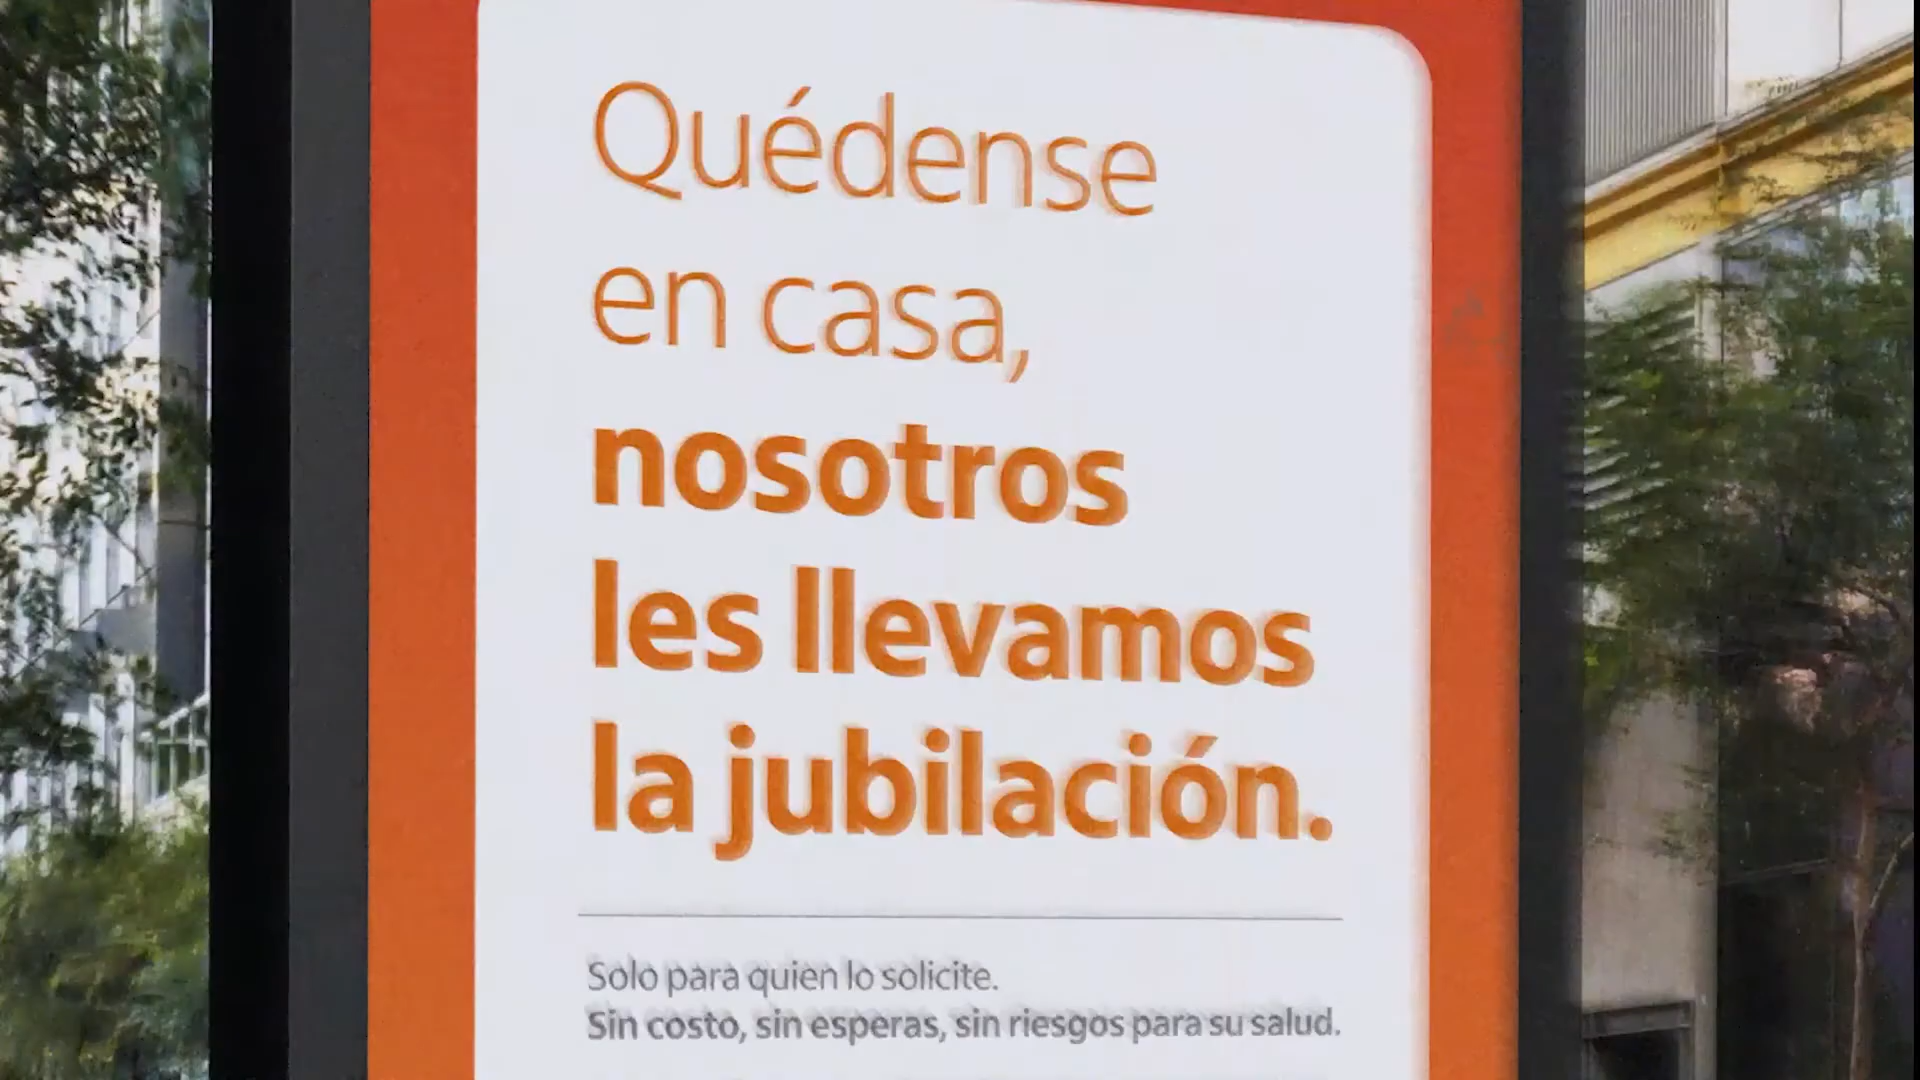 Quédense
en casa,
nosotros
les llevamos
la jubilación.
Solo para quien lo solicite.
Sin costo, sin esperas, sin riesgos para su salud.